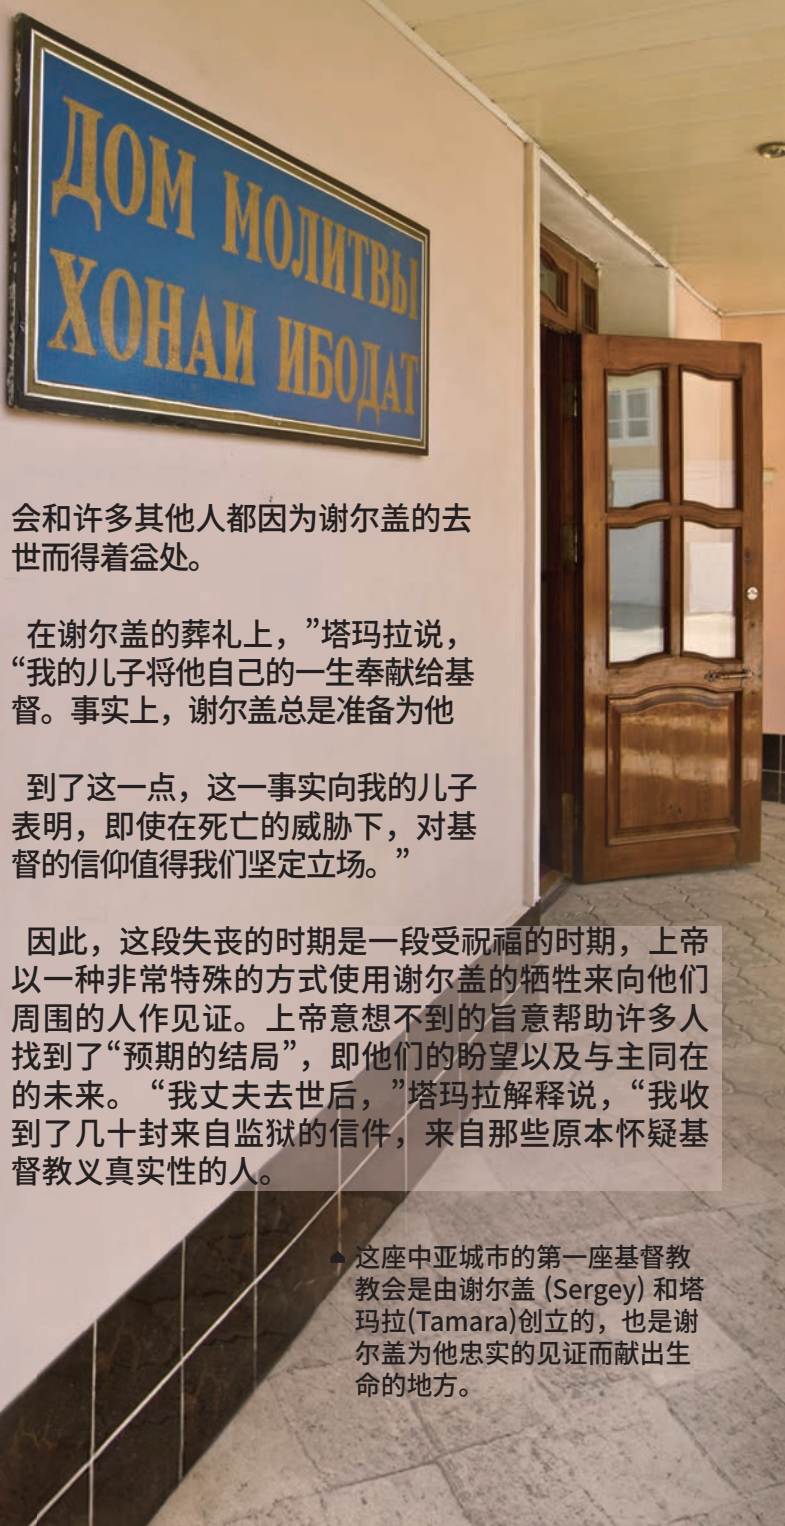 ДОМ МОЛИТВЫ
ХОНАИ ИБОДАТ
会和许多其他人都因为谢尔盖的去
世而得着益处。
在谢尔盖的葬礼上，”塔玛拉说，
“我的儿子将他自己的一生奉献给基
督。事实上，谢尔盖总是准备为他
到了这一点，这一事实向我的儿子
表明，即使在死亡的威胁下，对基
督的信仰值得我们坚定立场。”
因此，这段失丧的时期是一段受祝福的时期，上帝
以一种非常特殊的方式使用谢尔盖的牺牲来向他们
周围的人作见证。上帝意想不到的旨意帮助许多人
找到了“预期的结局”，即他们的盼望以及与主同在
的未来。 “我丈夫去世后，”塔玛拉解释说，“我收
到了几十封来自监狱的信件，来自那些原本怀疑基
督教义真实性的人。
这座中亚城市的第一座基督教
教会是由谢尔盖 (Sergey) 和塔
玛拉(Tamara)创立的，也是谢
尔盖为他忠实的见证而献出生
命的地方。